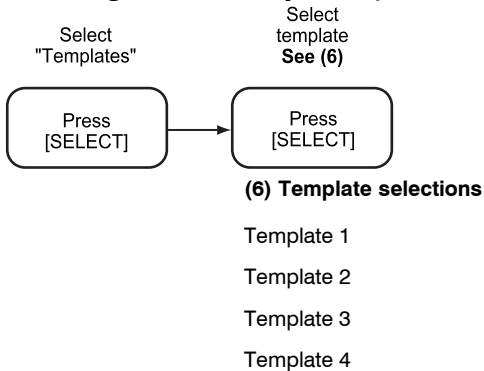 Select
"Templates"
Select
template
See (6)
Press
[SELECT]
Press
[SELECT]
(6) Template selections
Template 1
Template 2
Template 3
Template 4